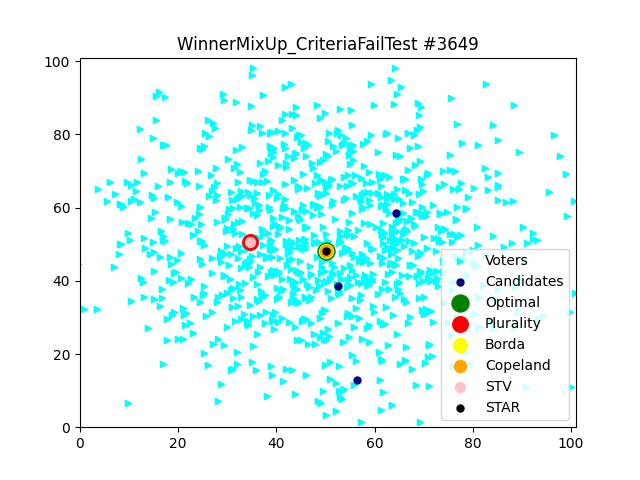 WinnerMixUp_CriteriaFailTest #3649
100
80
60
40
20
0
0
20
40
60
80
100
Voters
Candidates
Optimal
Plurality
Borda
Copeland
STV
STAR